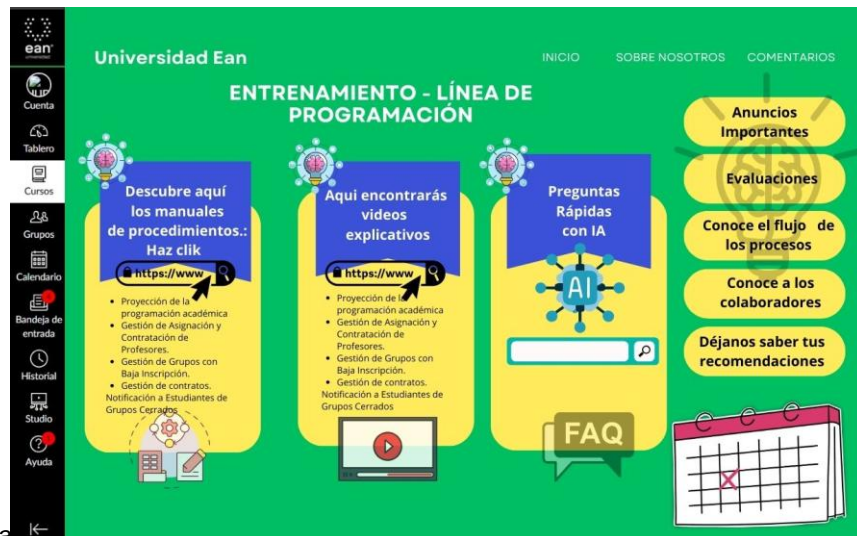 ean
universidad
Cuenta
Tablero
Cursos
Grupos
Calendario
Bandeja de
entrada
Historial
Studio
Ayuda
Universidad Ean
INICIO
SOBRE NOSOTROS
COMENTARIOS
ENTRENAMIENTO - LÍNEA DE
PROGRAMACIÓN
Descubre aquí
los manuales
de procedimientos.:
Haz clik
https://www
• Proyección de la
programación académica
• Gestión de Asignación y
Contratación de
Profesores.
• Gestión de Grupos con
Baja Inscripción.
• Gestión de contratos.
Notificación a Estudiantes de
Grupos Cerrados
Aqui encontrarás
videos
explicativos
https://www
• Proyección de la
programación académica
• Gestión de Asignación y
Contratación de
Profesores.
• Gestión de Grupos con
Baja Inscripción.
• Gestión de contratos.
Notificación a Estudiantes de
Grupos Cerrados
Preguntas
Rápidas
con IA
AI
FAQ
Anuncios
Importantes
Evaluaciones
Conoce el flujo de
los procesos
Conoce a los
colaboradores
Déjanos saber tus
recomendaciones